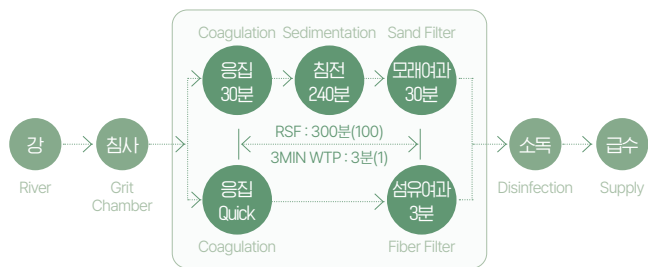 Coagulation Sedimentation Sand Filter
응집
30분
침전
240분
모래여과
30분
RSF : 300분(100)
3MIN WTP : 3분(1)
강
River
침사
Grit
Chamber
소독
Disinfection
급수
Supply
응집
Quick
Coagulation
섬유여과
3분
Fiber Filter